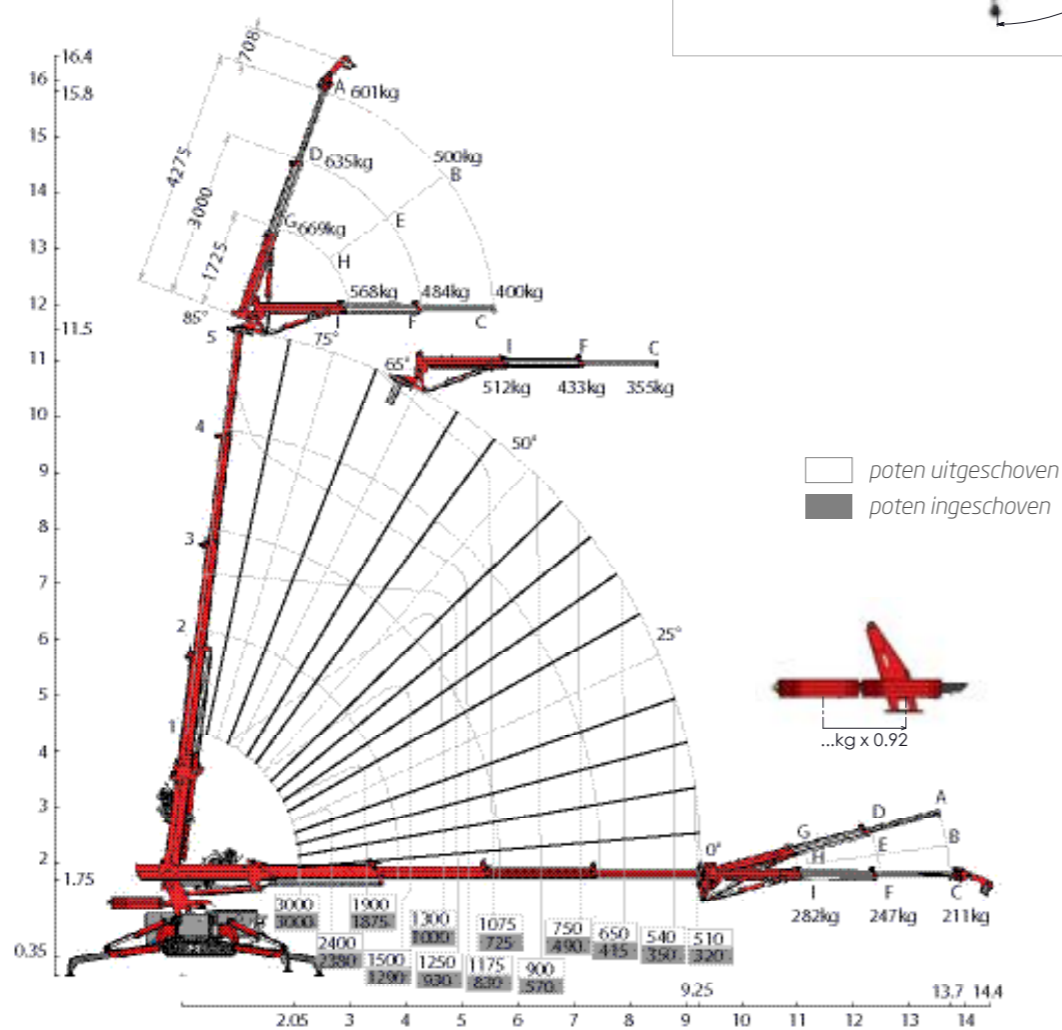 16.4
16
15.8
15
14
13
12
11.5
11
10
9
8
7
6
5
4
3
2
1.75
0.35
708
4275
3000
1725
A 601kg
D 635kg
G 669kg
500kg
B
E
H
568kg 484kg 400kg
I F C
85°
75°
65°
50°
25°
0°
5
4
3
2
1
I F C
512kg 433kg 355kg
poten uitgeschoven
poten ingeschoven
...kg x 0.92
A
D
B
G
E
H
I F C
282kg 247kg 211kg
3000
3000
2400
2380
1900
1875
1500
1290
1300
1000
1250
930
1075
725
1175
830
900
570
750
490
650
415
540
350
510
320
9.25 13.7 14.4
2.05 3 4 5 6 7 8 9 10 11 12 13 14